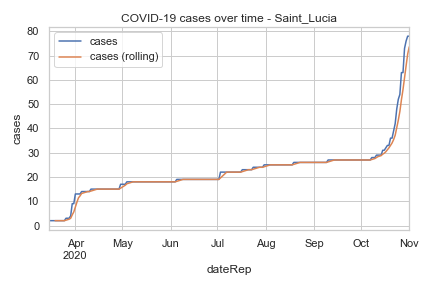 COVID-19 cases over time - Saint_Lucia
cases
cases (rolling)
80
70
60
50
40
30
20
10
0
cases
Apr
2020
May
Jun
Jul
Aug
Sep
Oct
Nov
dateRep